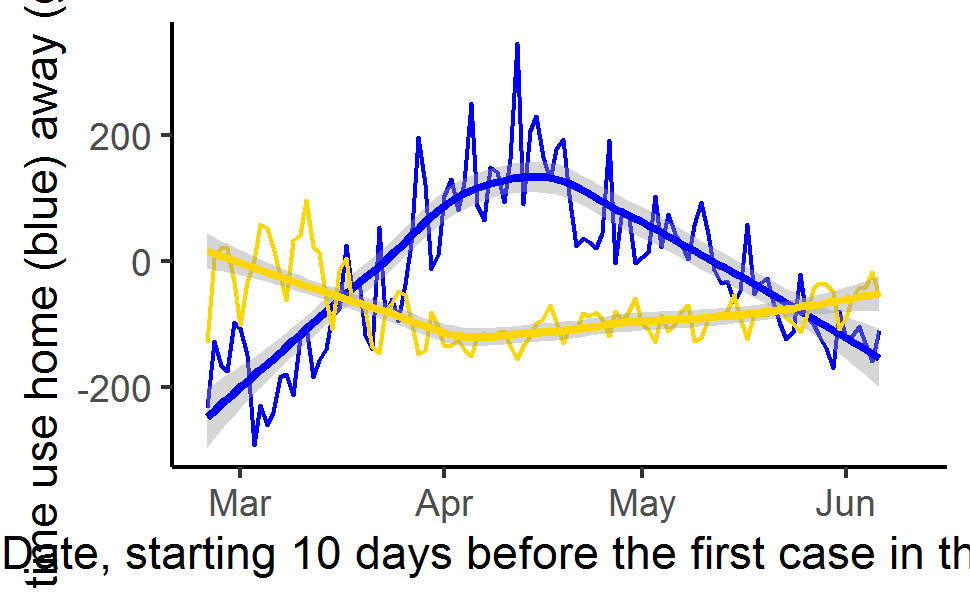 time use home (blue) away (
200
0
-200
Mar Apr May Jun
Date, starting 10 days before the first case in th